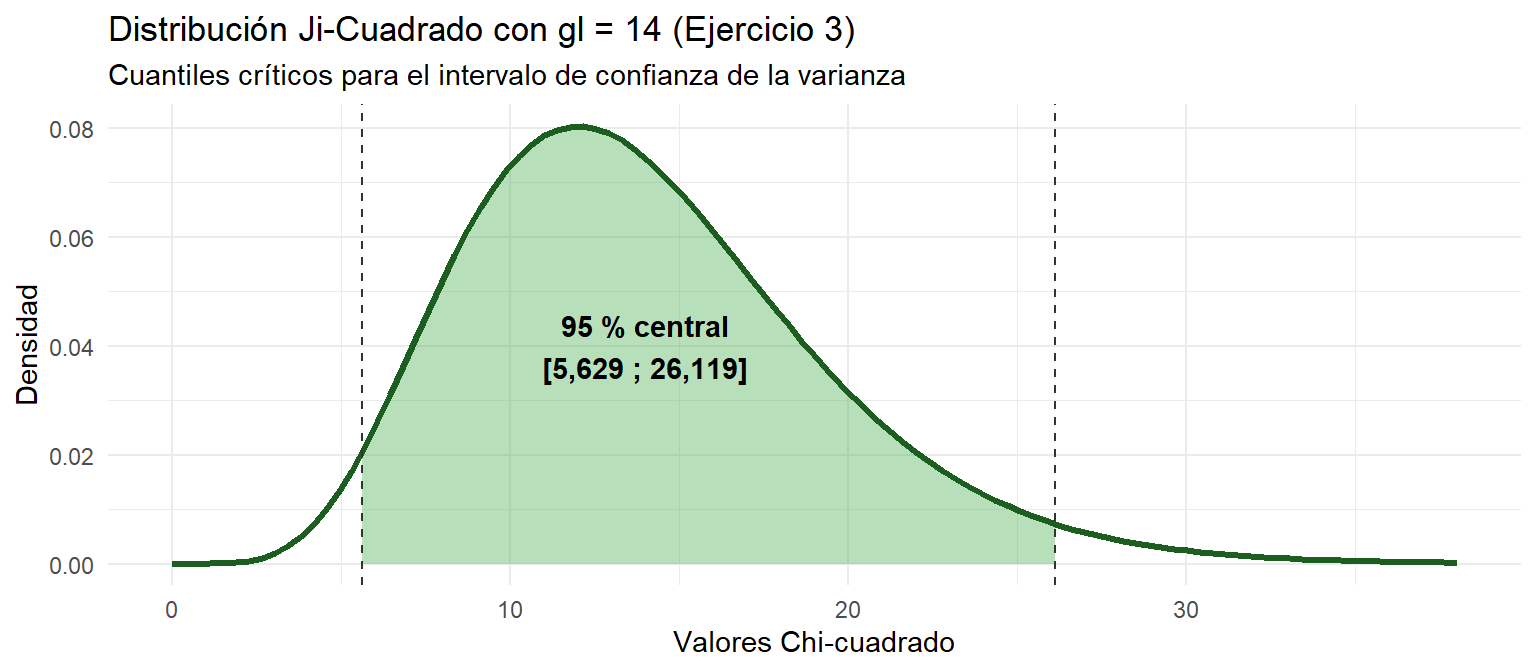 Distribución Ji-Cuadrado con gl = 14 (Ejercicio 3)
Cuantiles críticos para el intervalo de confianza de la varianza
Densidad
0.08
0.06
0.04
0.02
0.00
95 % central
[5,629 ; 26,119]
0 10 20 30
Valores Chi-cuadrado